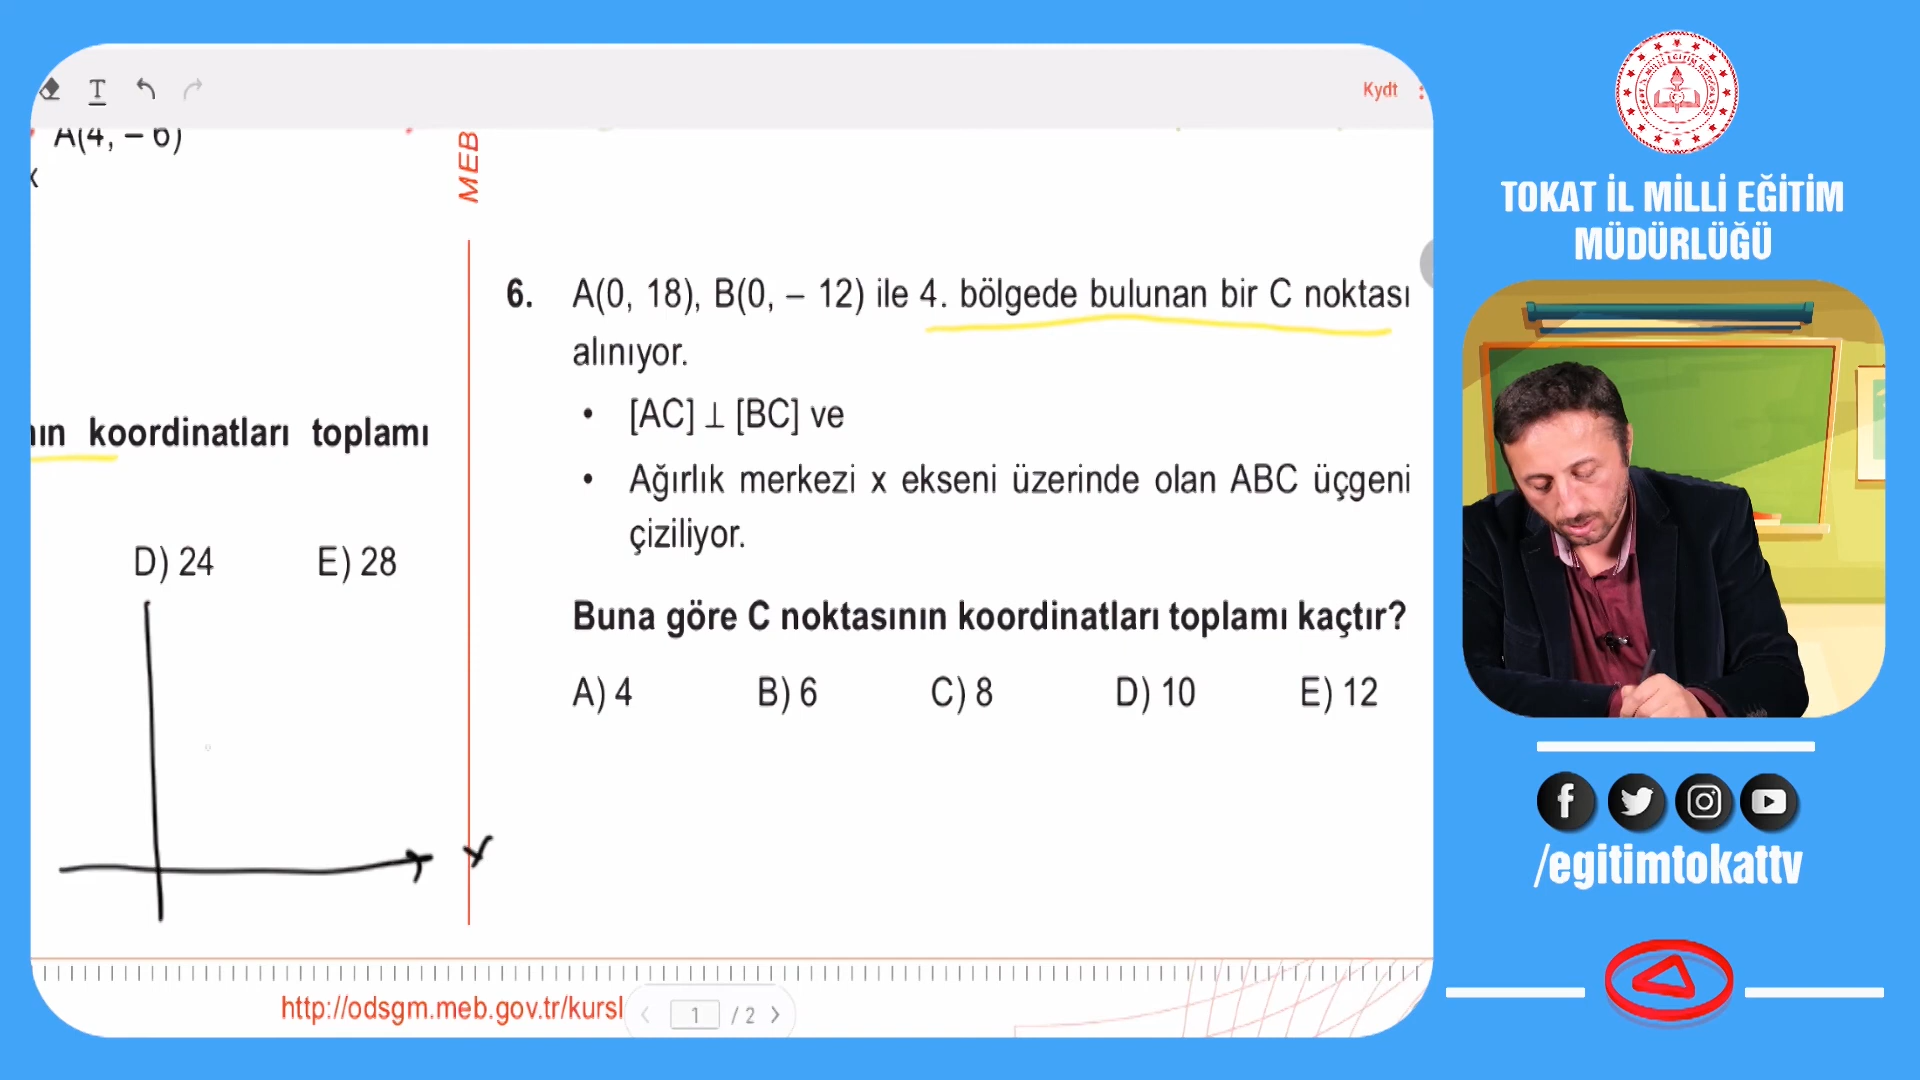 T
Kydt
A(4, – 6)
x
MEB
koordinatları toplamı
D) 24 E) 28
x
6. A(0, 18), B(0, – 12) ile 4. bölgede bulunan bir C noktası
alınıyor.
• [AC] ⊥ [BC] ve
• Ağırlık merkezi x ekseni üzerinde olan ABC üçgeni
çiziliyor.
Buna göre C noktasının koordinatları toplamı kaçtır?
A) 4 B) 6 C) 8 D) 10 E) 12
http://odsgm.meb.gov.tr/kursl
1 / 2
TOKAT İL MİLLİ EĞİTİM
MÜDÜRLÜĞÜ
/egitimtokattv